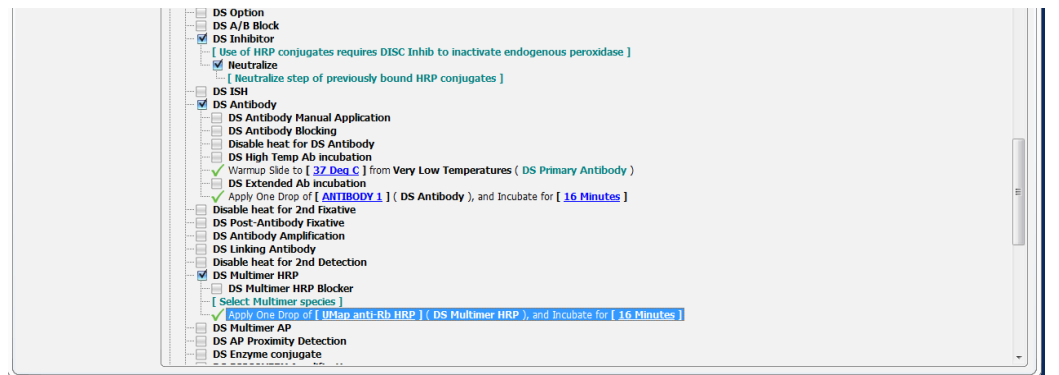 DS Option
DS A/B Block
DS Inhibitor
[ Use of HRP conjugates requires DISC Inhib to inactivate endogenous peroxidase ]
Neutralize
[ Neutralize step of previously bound HRP conjugates ]
DS ISH
DS Antibody
DS Antibody Manual Application
DS Antibody Blocking
Disable heat for DS Antibody
DS High Temp Ab incubation
Warmup Slide to [ 37 Deg C ] from Very Low Temperatures ( DS Primary Antibody )
DS Extended Ab incubation
Apply One Drop of [ ANTIBODY 1 ] ( DS Antibody ), and Incubate for [ 16 Minutes ]
Disable heat for 2nd Fixative
DS Post-Antibody Fixative
DS Antibody Amplification
DS Linking Antibody
Disable heat for 2nd Detection
DS Multimer HRP
DS Multimer HRP Blocker
[ Select Multimer species ]
Apply One Drop of [ UMap anti-Rb HRP ] ( DS Multimer HRP ), and Incubate for [ 16 Minutes ]
DS Multimer AP
DS AP Proximity Detection
DS Enzyme conjugate